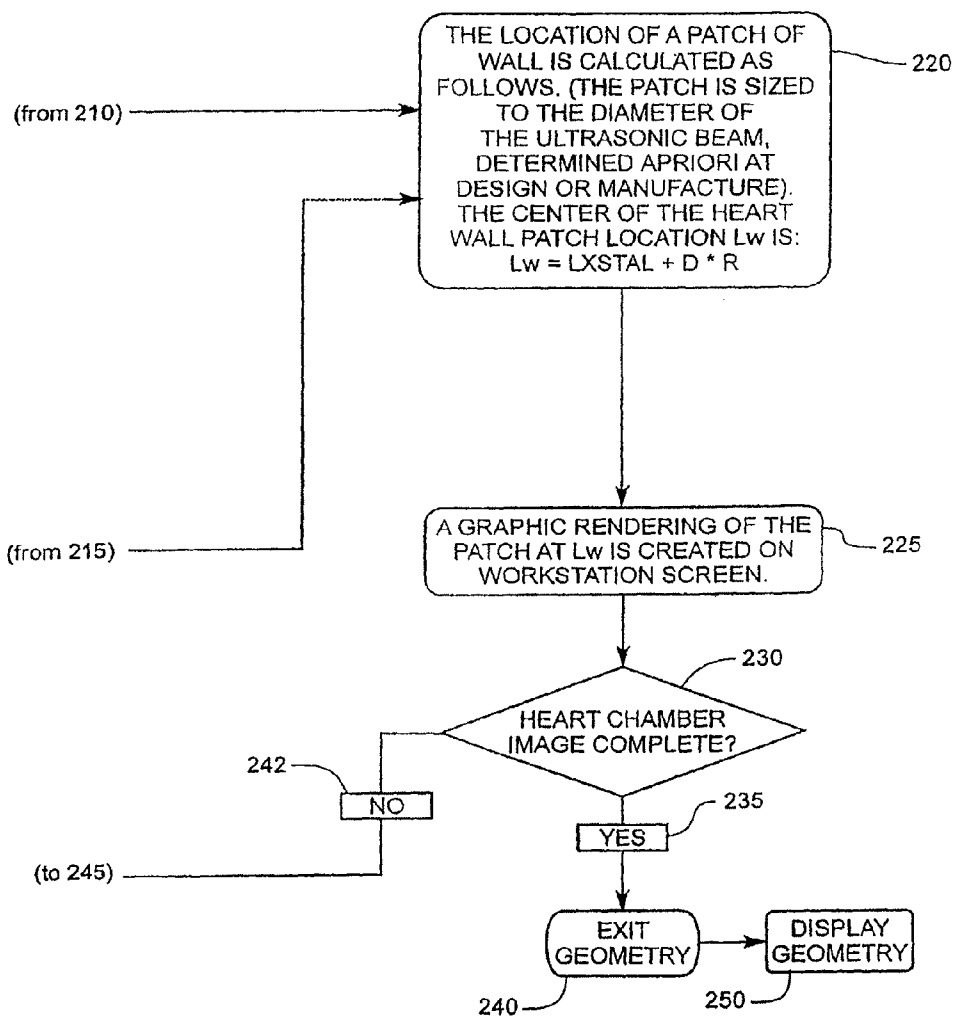 THE LOCATION OF A PATCH OF
WALL IS CALCULATED AS
FOLLOWS. (THE PATCH IS SIZED
TO THE DIAMETER OF
THE ULTRASONIC BEAM,
DETERMINED APRIORI AT
DESIGN OR MANUFACTURE).
THE CENTER OF THE HEART
WALL PATCH LOCATION Lw IS:
Lw = LXSTAL + D * R
220
(from 210)
(from 215)
A GRAPHIC RENDERING OF THE
PATCH AT Lw IS CREATED ON
WORKSTATION SCREEN.
225
230
HEART CHAMBER
IMAGE COMPLETE?
242
NO
235
YES
(to 245)
EXIT
GEOMETRY
240
DISPLAY
GEOMETRY
250